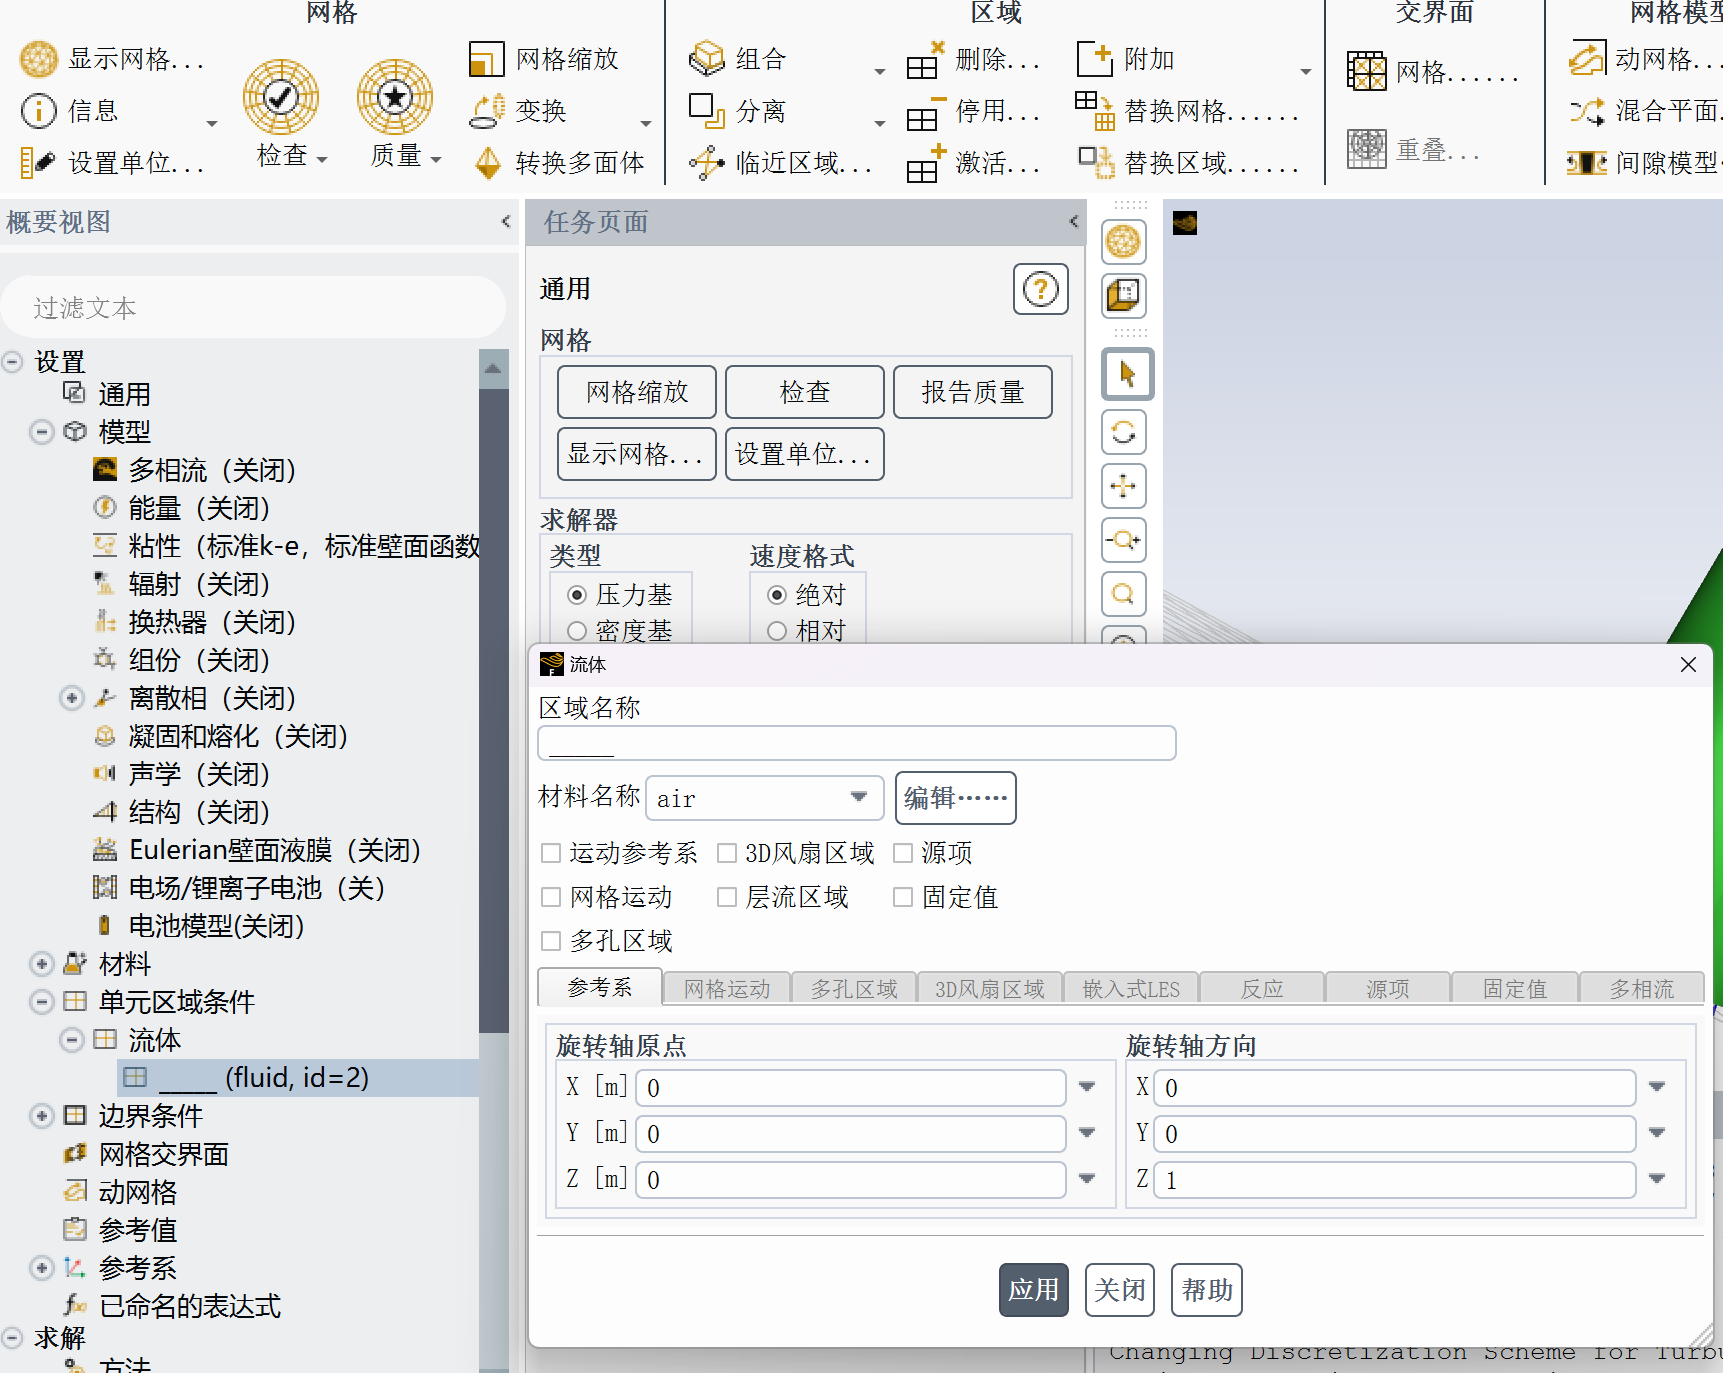 网格
区域
交界面
网格模型
显示网格...
信息
设置单位...
检查
质量
网格缩放
变换
转换多面体
组合
分离
临近区域...
删除...
停用...
激活...
附加
替换网格......
替换区域......
网格......
重叠...
动网格...
混合平面.
间隙模型
概要视图
过滤文本
设置
通用
模型
多相流（关闭）
能量（关闭）
粘性（标准k-e，标准壁面函数
辐射（关闭）
换热器（关闭）
组份（关闭）
离散相（关闭）
凝固和熔化（关闭）
声学（关闭）
结构（关闭）
Eulerian壁面液膜（关闭）
电场/锂离子电池（关）
电池模型(关闭)
材料
单元区域条件
流体
_____ (fluid, id=2)
边界条件
网格交界面
动网格
参考值
参考系
已命名的表达式
求解
方法
任务页面
通用
?
网格
网格缩放
检查
报告质量
显示网格...
设置单位...
求解器
类型
速度格式
压力基
密度基
绝对
相对
流体
区域名称
_____
材料名称
air
编辑……
运动参考系
3D风扇区域
源项
网格运动
层流区域
固定值
多孔区域
参考系
网格运动
多孔区域
3D风扇区域
嵌入式LES
反应
源项
固定值
多相流
旋转轴原点
旋转轴方向
X [m] 0
Y [m] 0
Z [m] 0
X 0
Y 0
Z 1
应用
关闭
帮助
Changing Discretization Scheme for Turbu